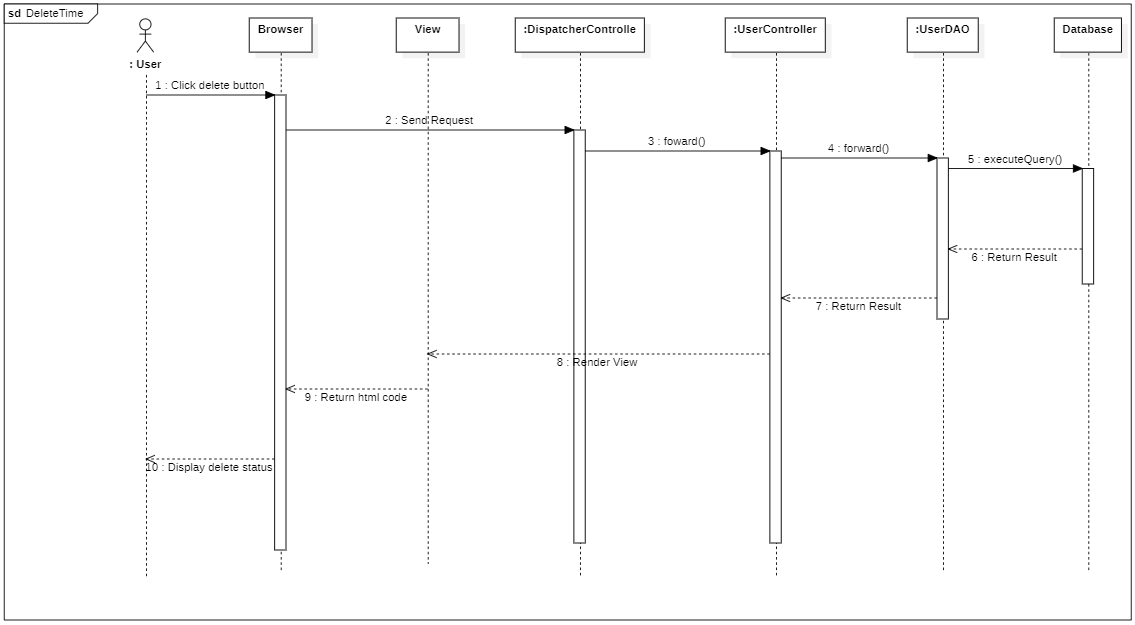 sd DeleteTime
: User
Browser
View
:DispatcherControlle
:UserController
:UserDAO
Database
1 : Click delete button
2 : Send Request
3 : foward()
4 : forward()
5 : executeQuery()
6 : Return Result
7 : Return Result
8 : Render View
9 : Return html code
10 : Display delete status